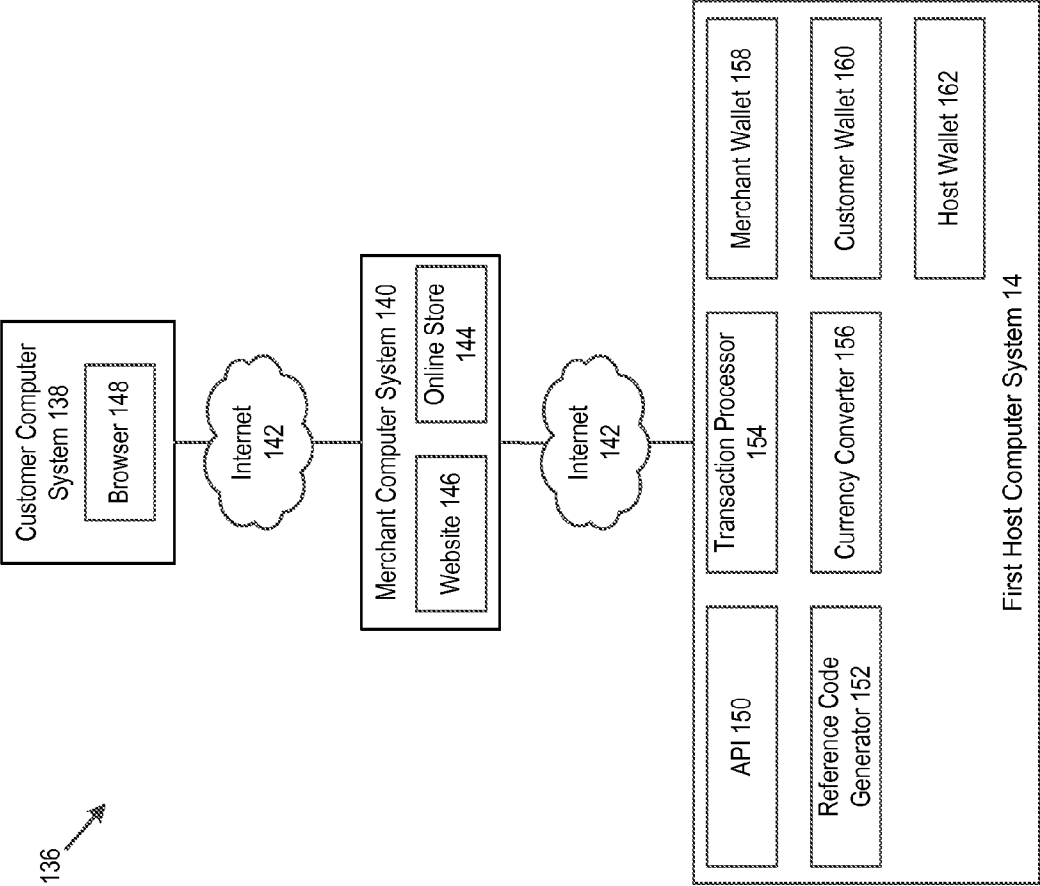 136
Customer Computer
System 138
Browser 148
Internet
142
Merchant Computer System 140
Website 146
Online Store
144
Internet
142
API 150
Transaction Processor
154
Merchant Wallet 158
Reference Code
Generator 152
Currency Converter 156
Customer Wallet 160
Host Wallet 162
First Host Computer System 14